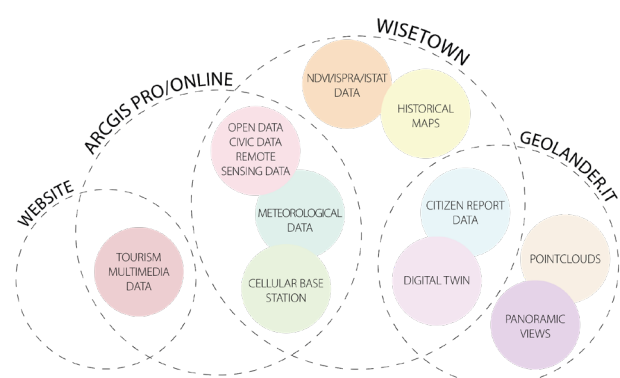 WISETOWN
ARCGIS PRO/ONLINE
GEOLANDER.IT
WEBSITE
NDVI/ISPRA/ISTAT
DATA
HISTORICAL
MAPS
OPEN DATA
CIVIC DATA
REMOTE
SENSING DATA
METEOROLOGICAL
DATA
CELLULAR BASE
STATION
CITIZEN REPORT
DATA
DIGITAL TWIN
POINTCLOUDS
PANORAMIC
VIEWS
TOURISM
MULTIMEDIA
DATA